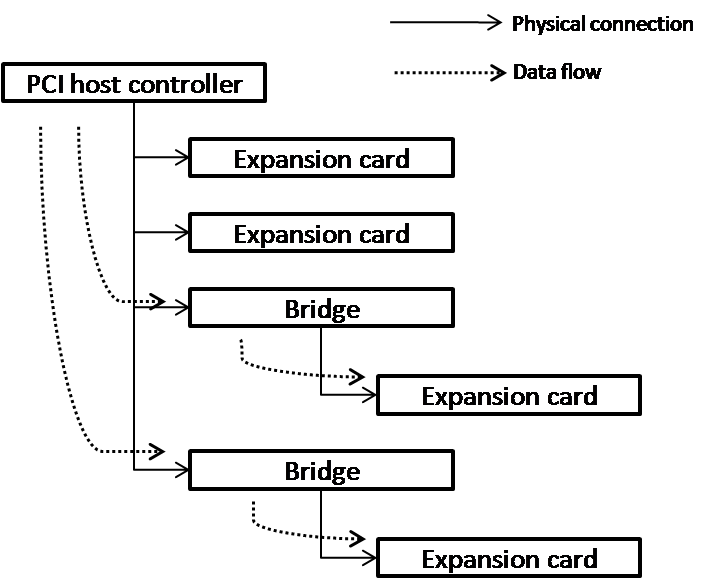 Physical connection
Data flow
PCI host controller
Expansion card
Expansion card
Bridge
Expansion card
Bridge
Expansion card